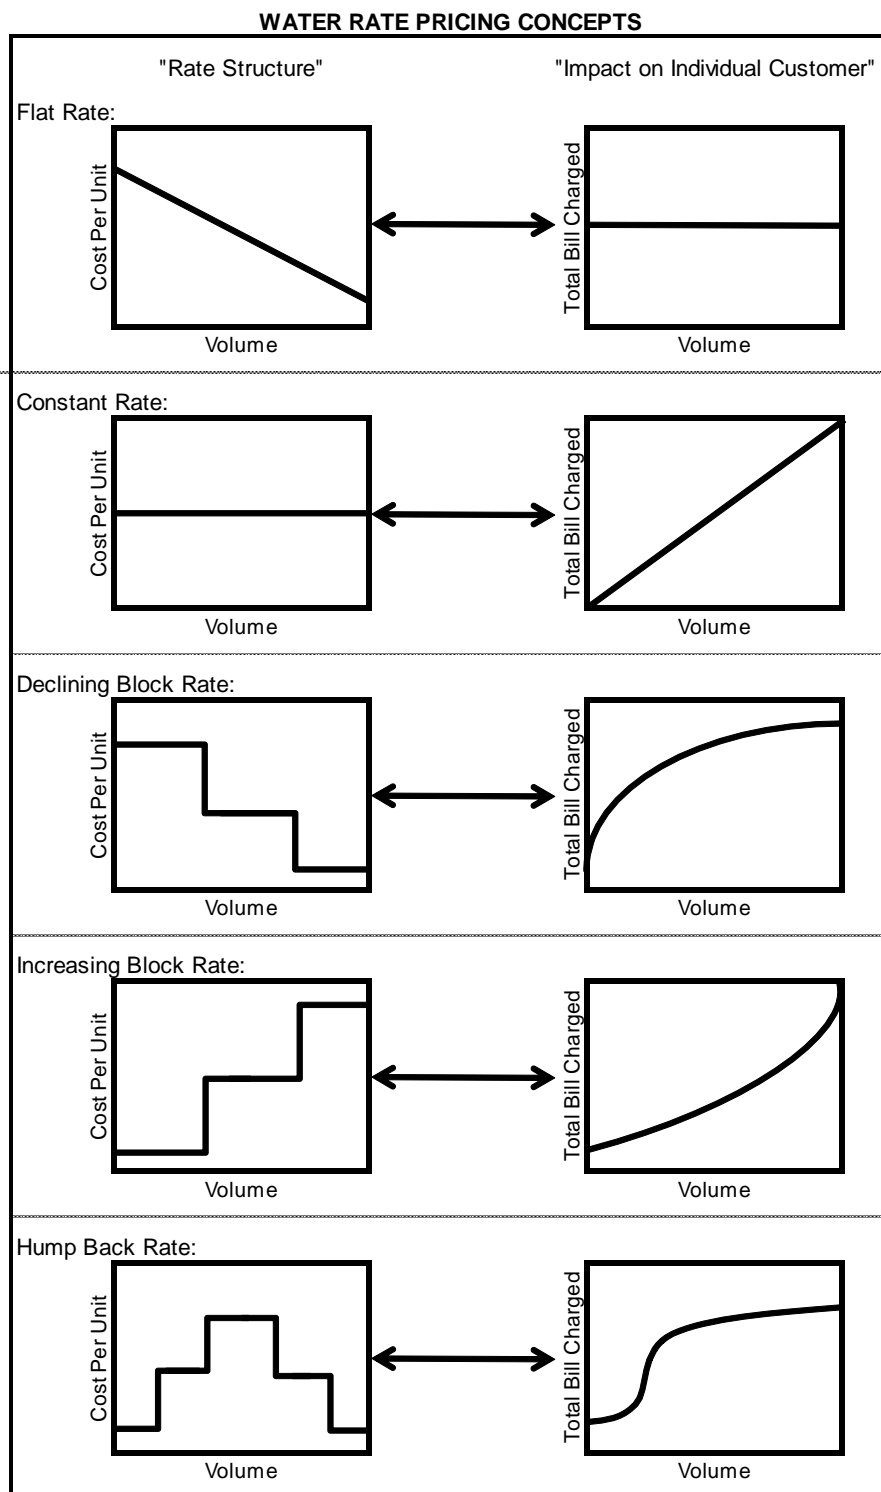 WATER RATE PRICING CONCEPTS
"Rate Structure" "Impact on Individual Customer"
Flat Rate:
Cost Per Unit
Volume
Total Bill Charged
Volume
Constant Rate:
Cost Per Unit
Volume
Total Bill Charged
Volume
Declining Block Rate:
Cost Per Unit
Volume
Total Bill Charged
Volume
Increasing Block Rate:
Cost Per Unit
Volume
Total Bill Charged
Volume
Hump Back Rate:
Cost Per Unit
Volume
Total Bill Charged
Volume